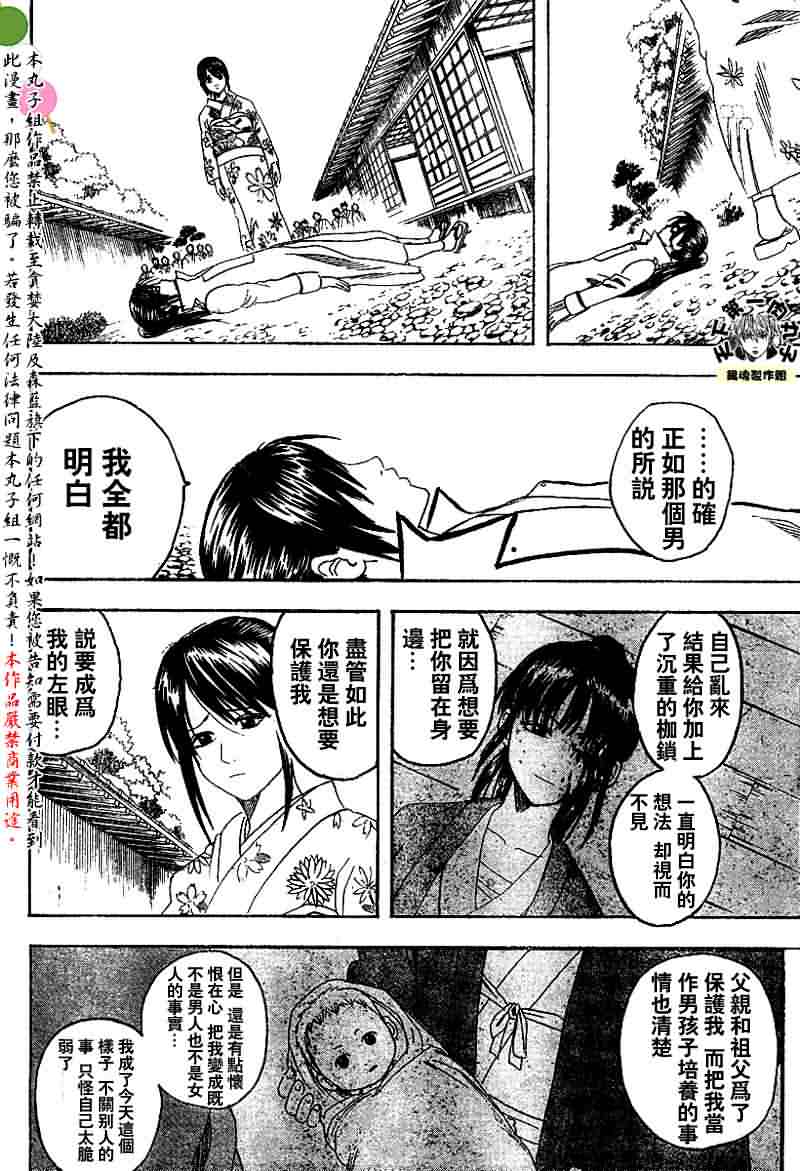 本丸子組作品禁止轉載至貪婪大陸及森藍旗下的任何網站！如果您被告知需要付款才能看到
此漫畫，那麼您被騙了。若發生任何法律問題本丸子組一概不負責！本作品嚴禁商業用途。
天下第一
銀魂製作組
……的確
正如那個男
的所說
我全都
明白
自己亂來
結果給你加上
了沉重的枷鎖
一直明白你的
想法 却視而
不見
就因爲想要
把你留在身
邊…
盡管如此
你還是想要
保護我
説要成爲
我的左眼…
父親和祖父爲了
保護我 而把我當
作男孩子培養的事
情也清楚
但是 還是有點懷
恨在心 把我變成既
不是男人也不是女
人的事實…
我成了今天這個
樣子 不關别人的
事 只怪自己太脆
弱了